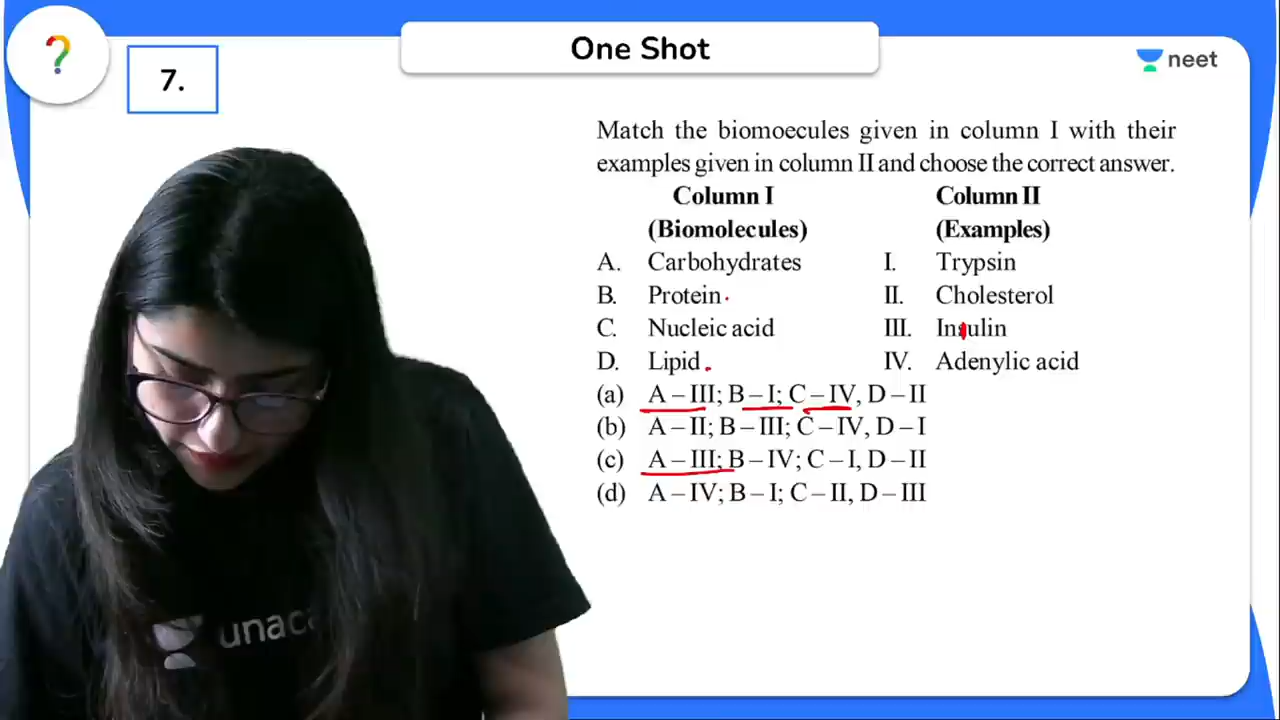 ?
One Shot
neet
7.
Match the biomoecules given in column I with their
examples given in column II and choose the correct answer.
Column I Column II
(Biomolecules) (Examples)
A. Carbohydrates I. Trypsin
B. Protein II. Cholesterol
C. Nucleic acid III. Insulin
D. Lipid IV. Adenylic acid
(a) A – III; B – I; C – IV, D – II
(b) A – II; B – III; C – IV, D – I
(c) A – III; B – IV; C – I, D – II
(d) A – IV; B – I; C – II, D – III